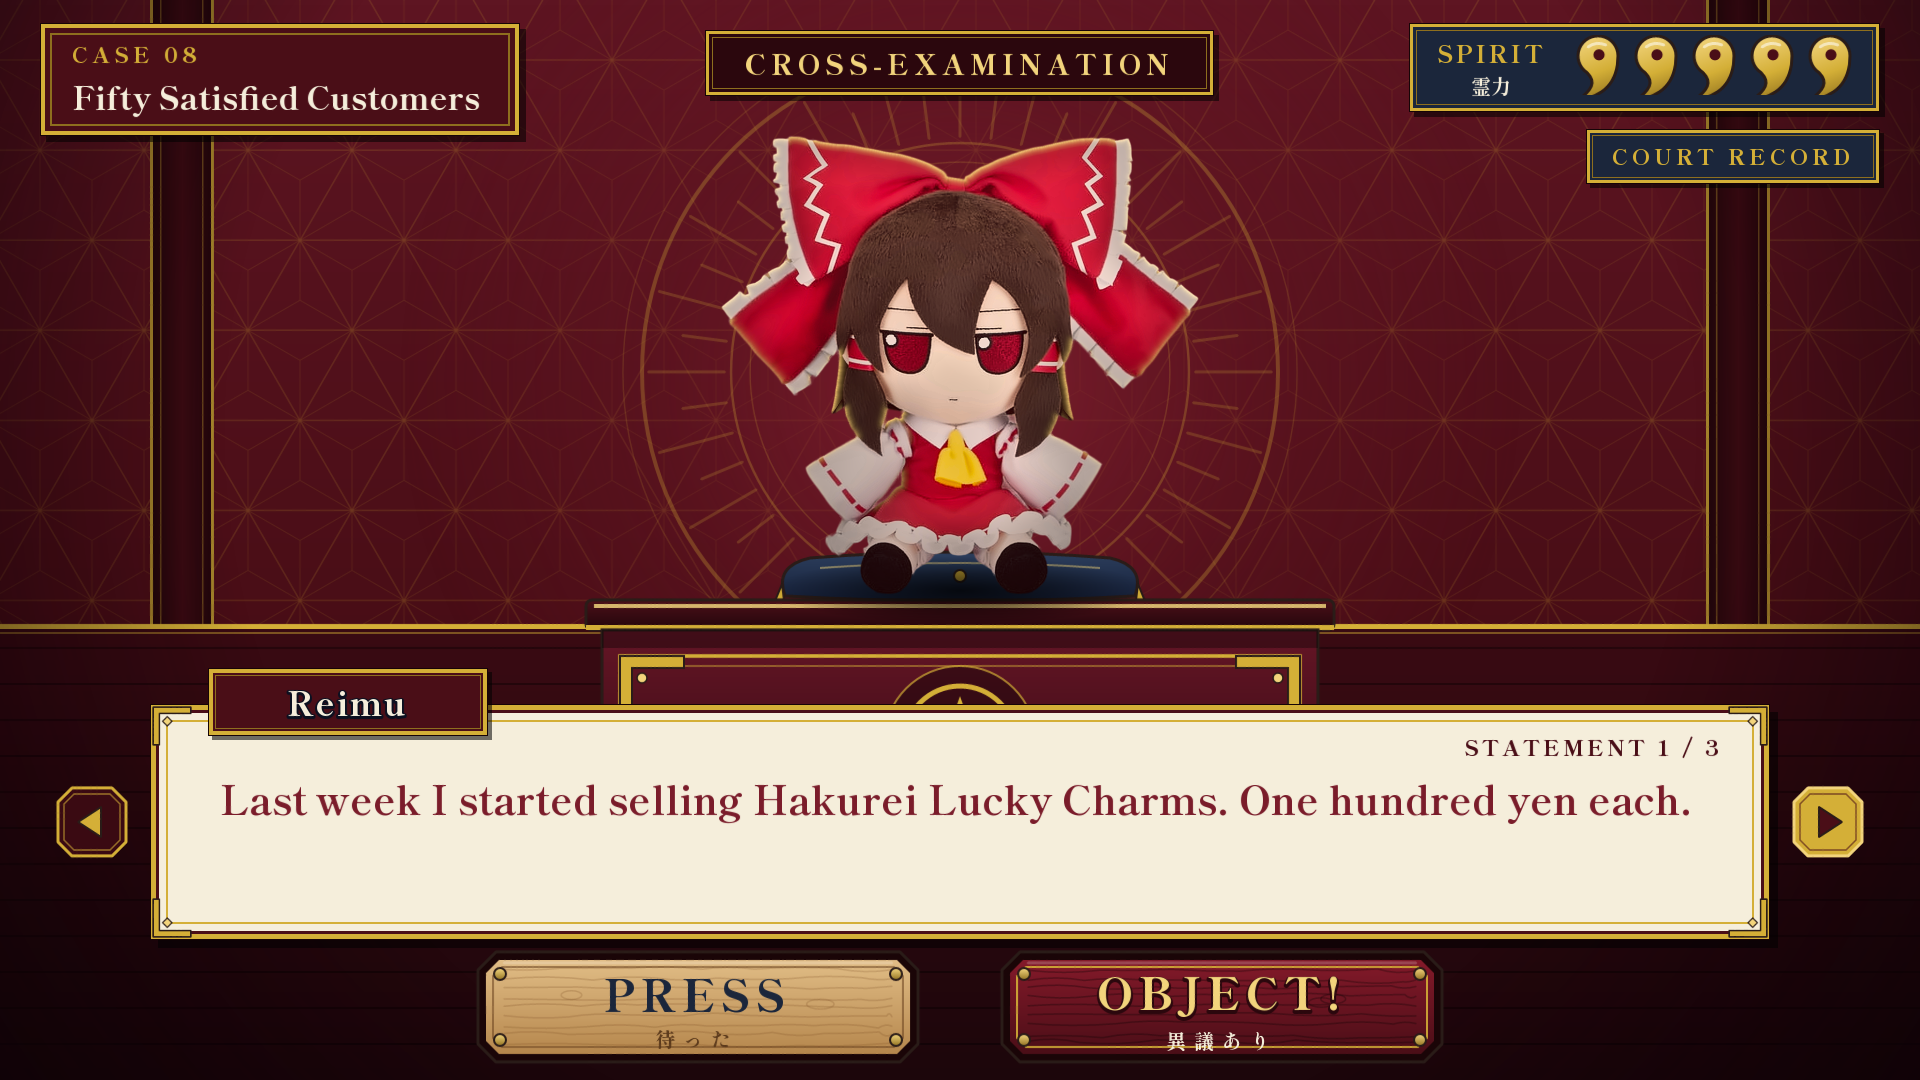 CASE 08
Fifty Satisfied Customers
CROSS-EXAMINATION
SPIRIT
霊力
COURT RECORD
Reimu
STATEMENT 1 / 3
Last week I started selling Hakurei Lucky Charms. One hundred yen each.
PRESS
待った
OBJECT!
異議あり